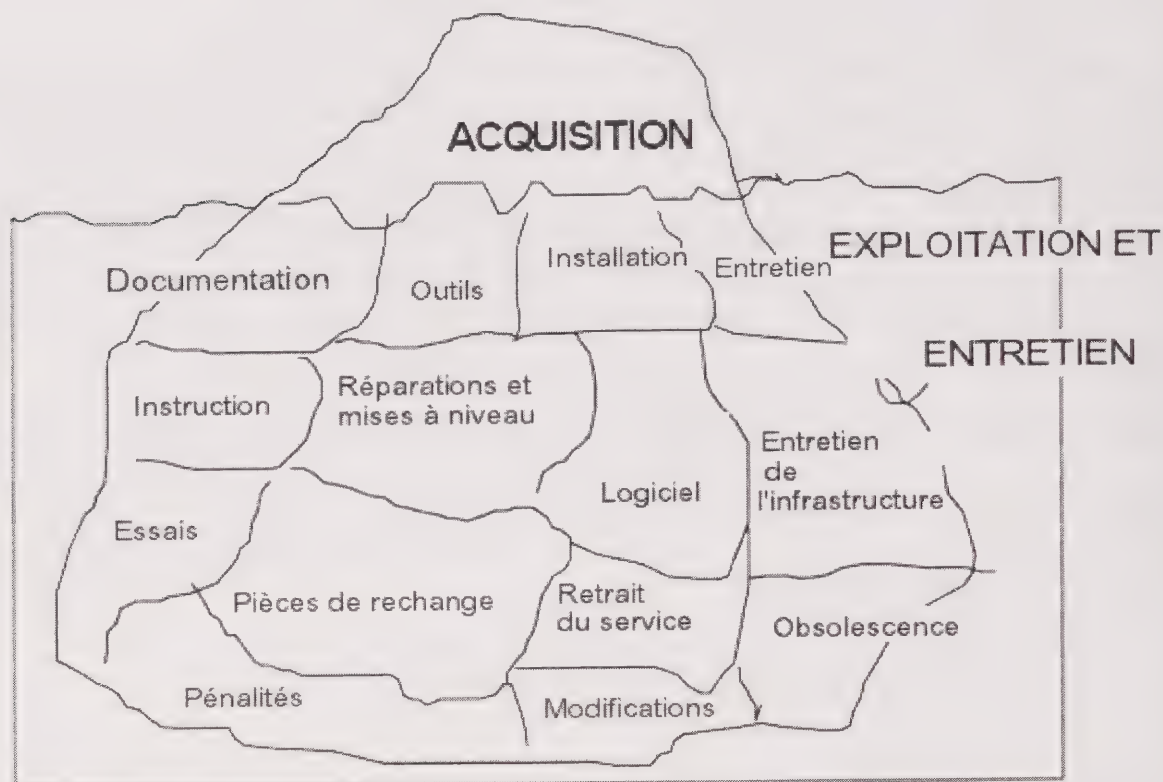 ACQUISITION
EXPLOITATION ET
ENTRETIEN
Documentation
Outils
Installation
Entretien
Instruction
Réparations et
mises à niveau
Logiciel
Entretien
de
l'infrastructure
Essais
Pièces de rechange
Retrait
du service
Obsolescence
Pénalités
Modifications